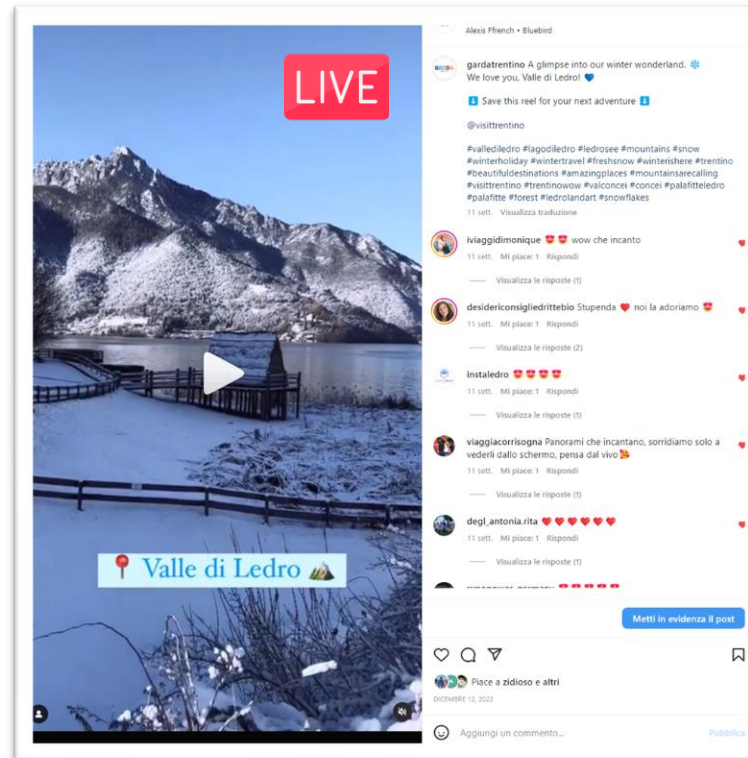 LIVE
📍 Valle di Ledro ⛰️
Alexis Ffrench • Bluebird
gardatrentino A glimpse into our winter wonderland. ❄️
We love you, Valle di Ledro! 💙
⬇️ Save this reel for your next adventure ⬇️
@visittrentino
#vallediledro #lagodiledro #ledrosee #mountains #snow
#winterholiday #wintertravel #freshsnow #winterishere #trentino
#beautifuldestinations #amazingplaces #mountainsarecalling
#visittrentino #trentinowow #valconcei #concei #palafitteledro
#palafitte #forest #ledrolandart #snowflakes
11 sett. Visualizza traduzione
iviaggidimonique 😍 😍 wow che incanto
11 sett. Mi piace: 1 Rispondi
Visualizza le risposte (1)
desidericonsigliedrittebio Stupenda ❤️ noi la adoriamo 😍
11 sett. Mi piace: 1 Rispondi
Visualizza le risposte (2)
instaledro 😍 😍 😍 😍
11 sett. Mi piace: 1 Rispondi
Visualizza le risposte (1)
viaggiacorrisogna Panorami che incantano, sorridiamo solo a
vederli dallo schermo, pensa dal vivo🥰
11 sett. Mi piace: 1 Rispondi
Visualizza le risposte (1)
degl_antonia.rita ❤️ ❤️ ❤️ ❤️ ❤️ ❤️
11 sett. Mi piace: 1 Rispondi
Visualizza le risposte (1)
Metti in evidenza il post
Piace a zidioso e altri
DICEMBRE 12, 2022
Aggiungi un commento...
Pubblica